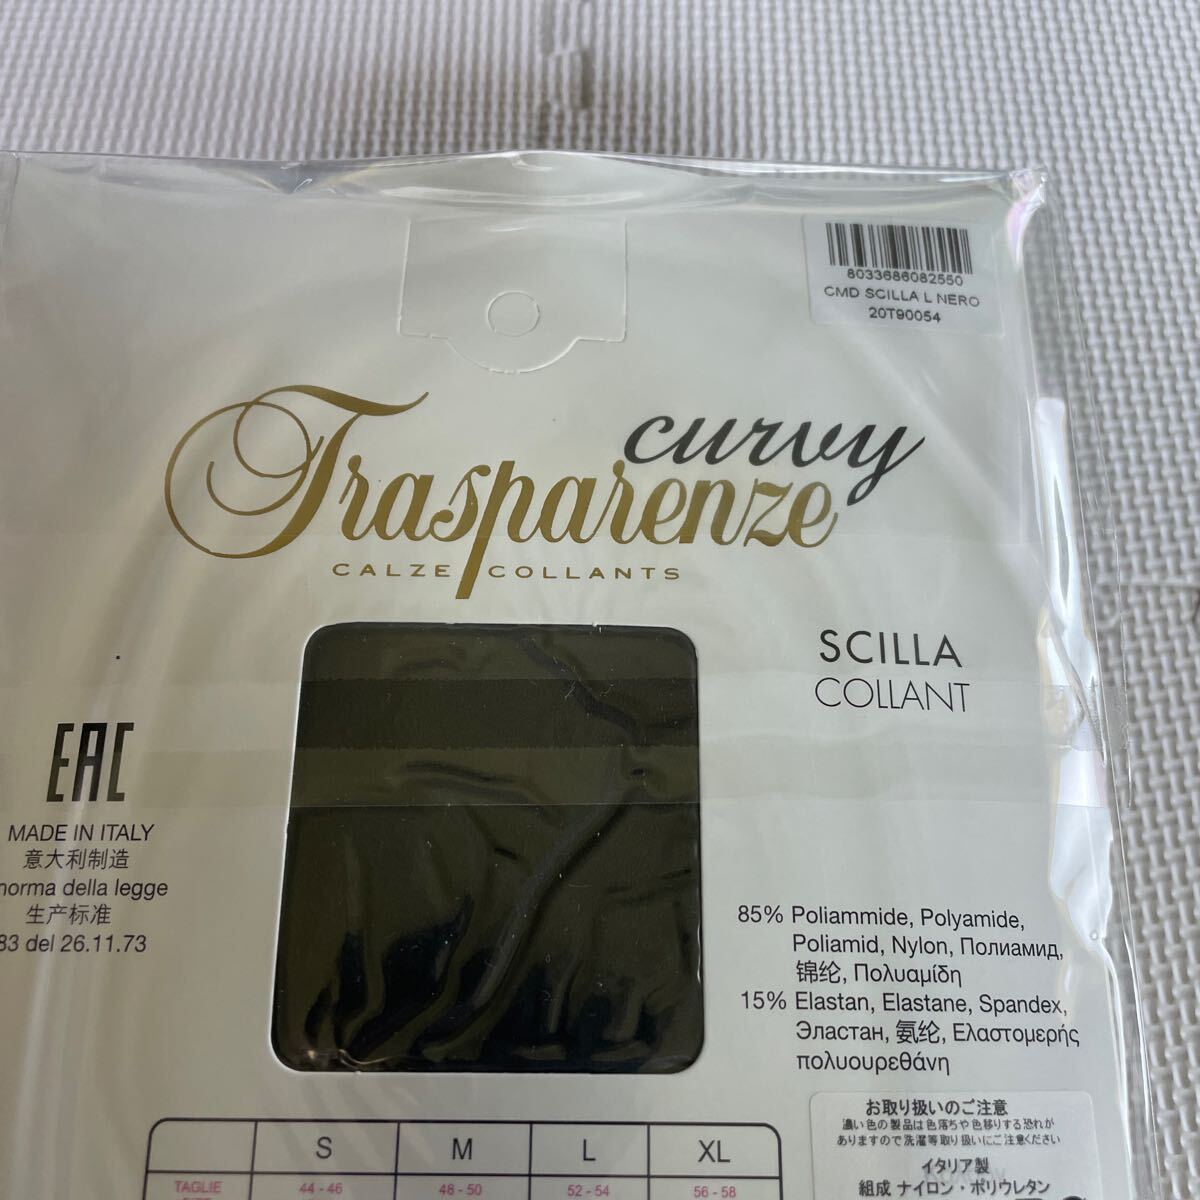 8033686082550
CMD SCILLA L NERO
20T90054
curvy
Trasparenze
CALZE COLLANTS
SCILLA
COLLANT
EAC
MADE IN ITALY
意大利制造
norma della legge
生产标准
83 del 26.11.73
85% Poliammide, Polyamide,
Poliamid, Nylon, Полиамид,
锦纶, Πολυαμίδη
15% Elastan, Elastane, Spandex,
Эластан, 氨纶, Ελαστομερής
πολυουρεθάνη
お取り扱いのご注意
濃い色の製品は色落ちや色移りする恐れが
ありますので洗濯等取り扱いにご注意ください
イタリア製
組成 ナイロン・ポリウレタン
S M L XL
TAGLIE 44 - 46 48 - 50 52 - 54 56 - 58